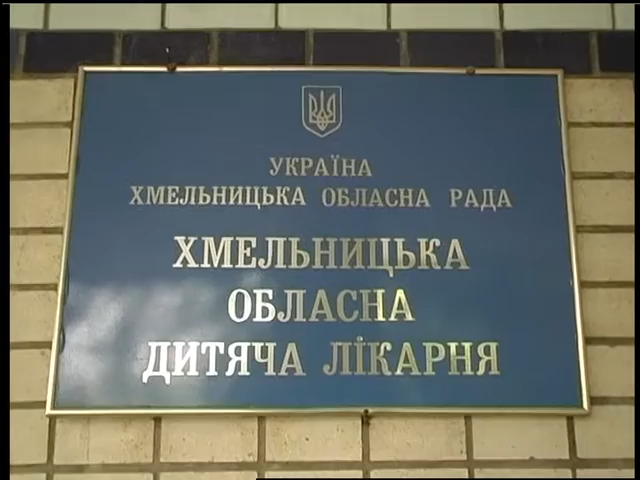 УКРАЇНА
ХМЕЛЬНИЦЬКА ОБЛАСНА РАДА
ХМЕЛЬНИЦЬКА
ОБЛАСНА
ДИТЯЧА ЛІКАРНЯ